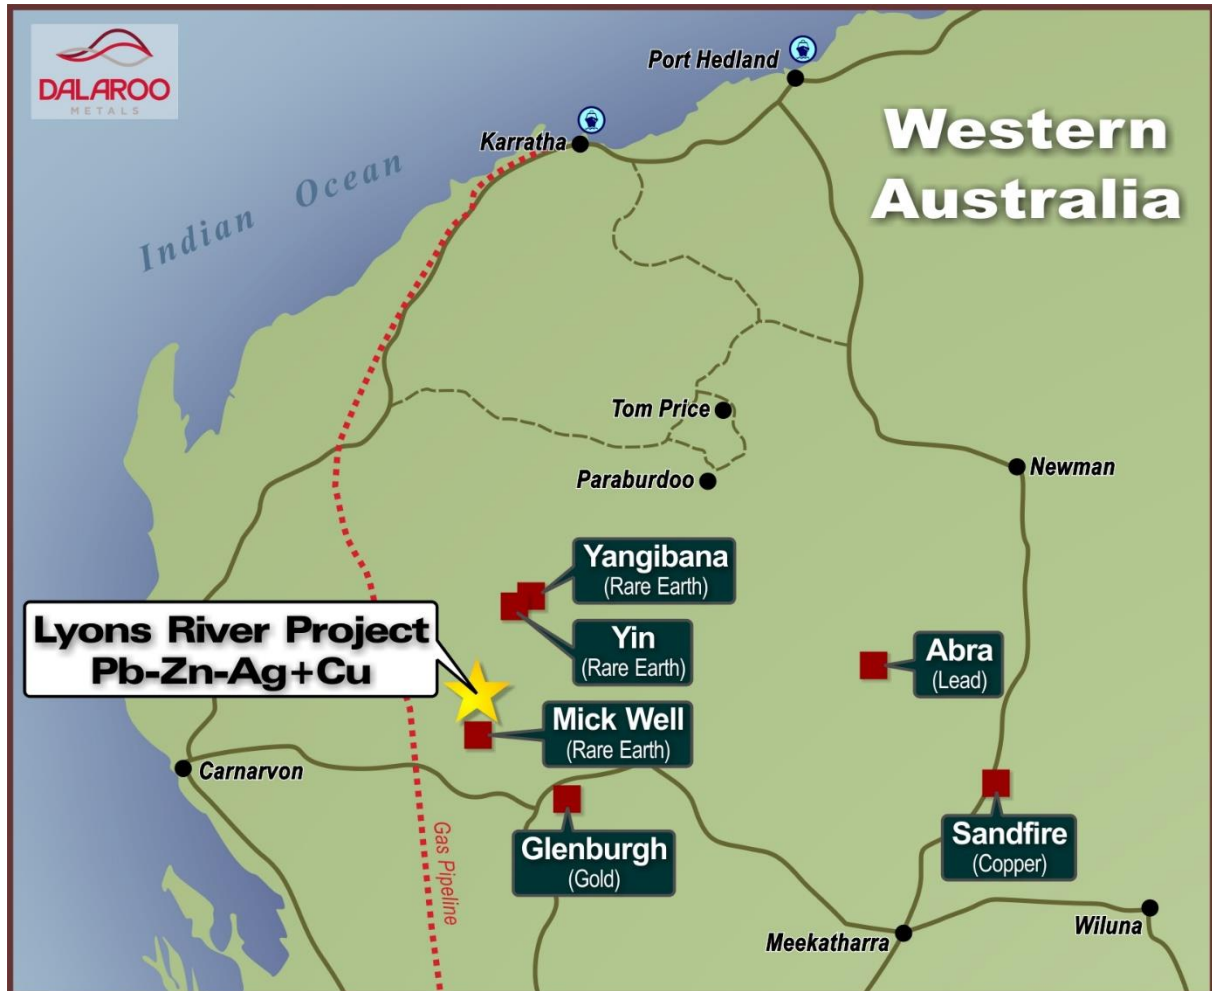 DALAROO
METALS
Port Hedland
Karratha
Western
Australia
Indian Ocean
Tom Price
Newman
Paraburdoo
Yangibana
(Rare Earth)
Lyons River Project
Pb-Zn-Ag+Cu
Yin
(Rare Earth)
Abra
(Lead)
Mick Well
(Rare Earth)
Carnarvon
Gas Pipeline
Glenburgh
(Gold)
Sandfire
(Copper)
Meekatharra
Wiluna